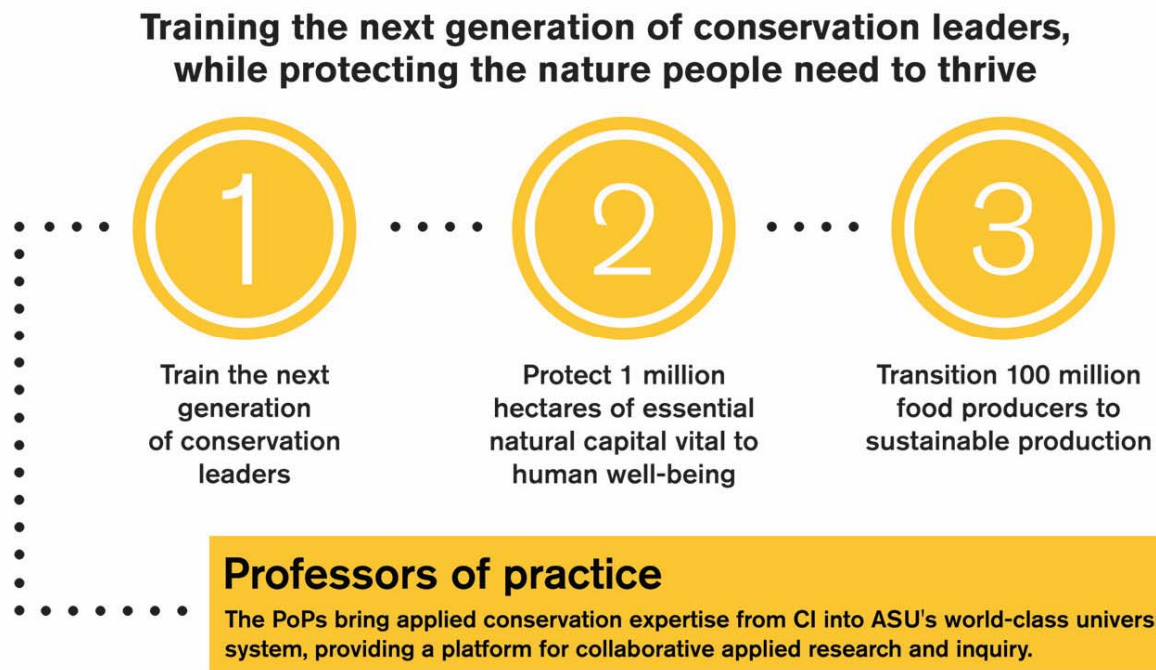 Training the next generation of conservation leaders,
while protecting the nature people need to thrive
1
2
3
Train the next
generation
of conservation
leaders
Protect 1 million
hectares of essential
natural capital vital to
human well-being
Transition 100 million
food producers to
sustainable production
Professors of practice
The PoPs bring applied conservation expertise from CI into ASU's world-class univers
system, providing a platform for collaborative applied research and inquiry.